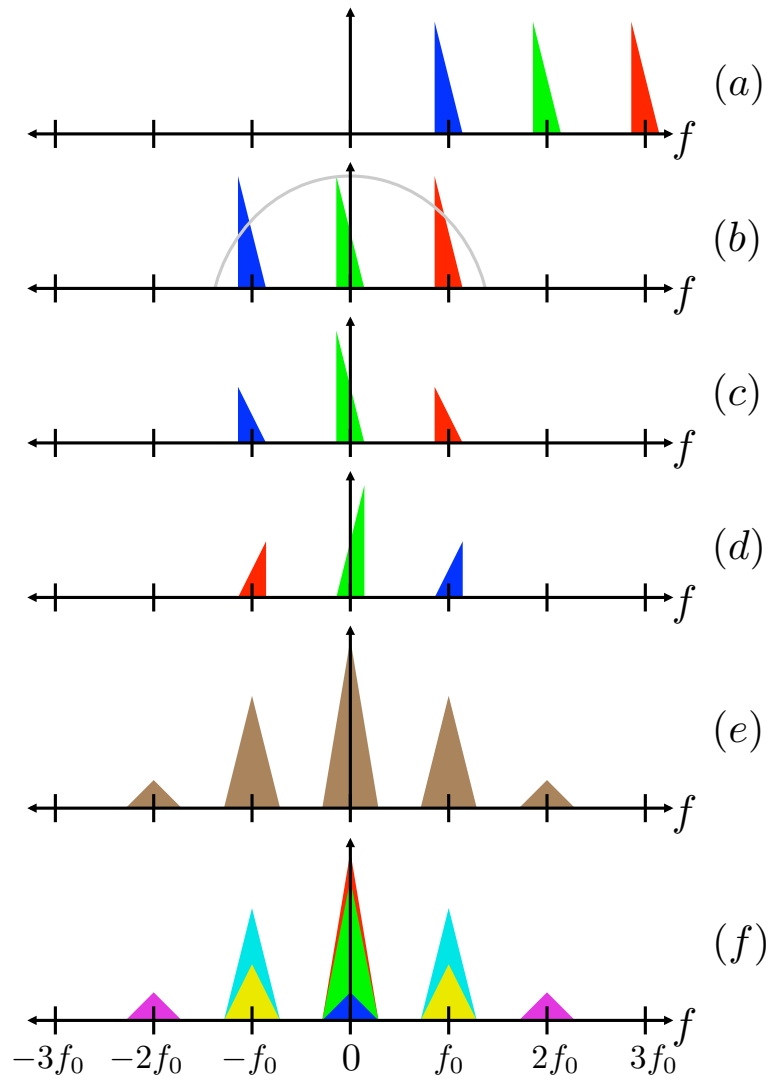 (a)
f
(b)
f
(c)
f
(d)
f
(e)
f
(f)
f
−3f₀ −2f₀ −f₀ 0 f₀ 2f₀ 3f₀